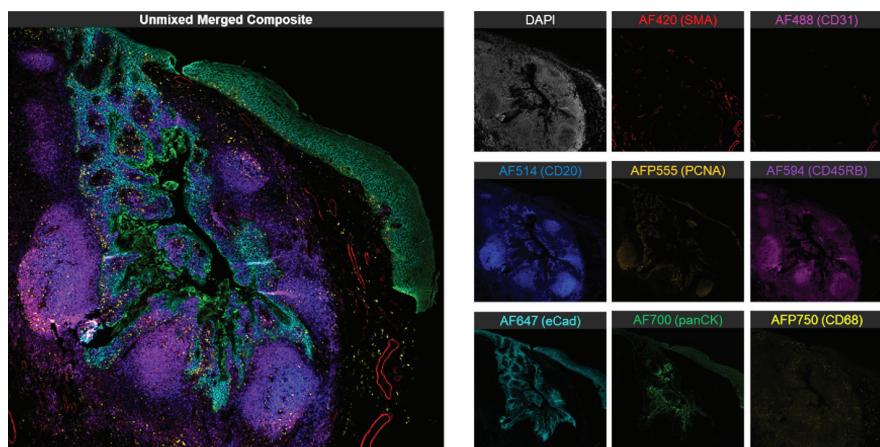 Unmixed Merged Composite
DAPI
AF420 (SMA)
AF488 (CD31)
AF514 (CD20)
AFP555 (PCNA)
AF594 (CD45RB)
AF647 (eCad)
AF700 (panCK)
AFP750 (CD68)